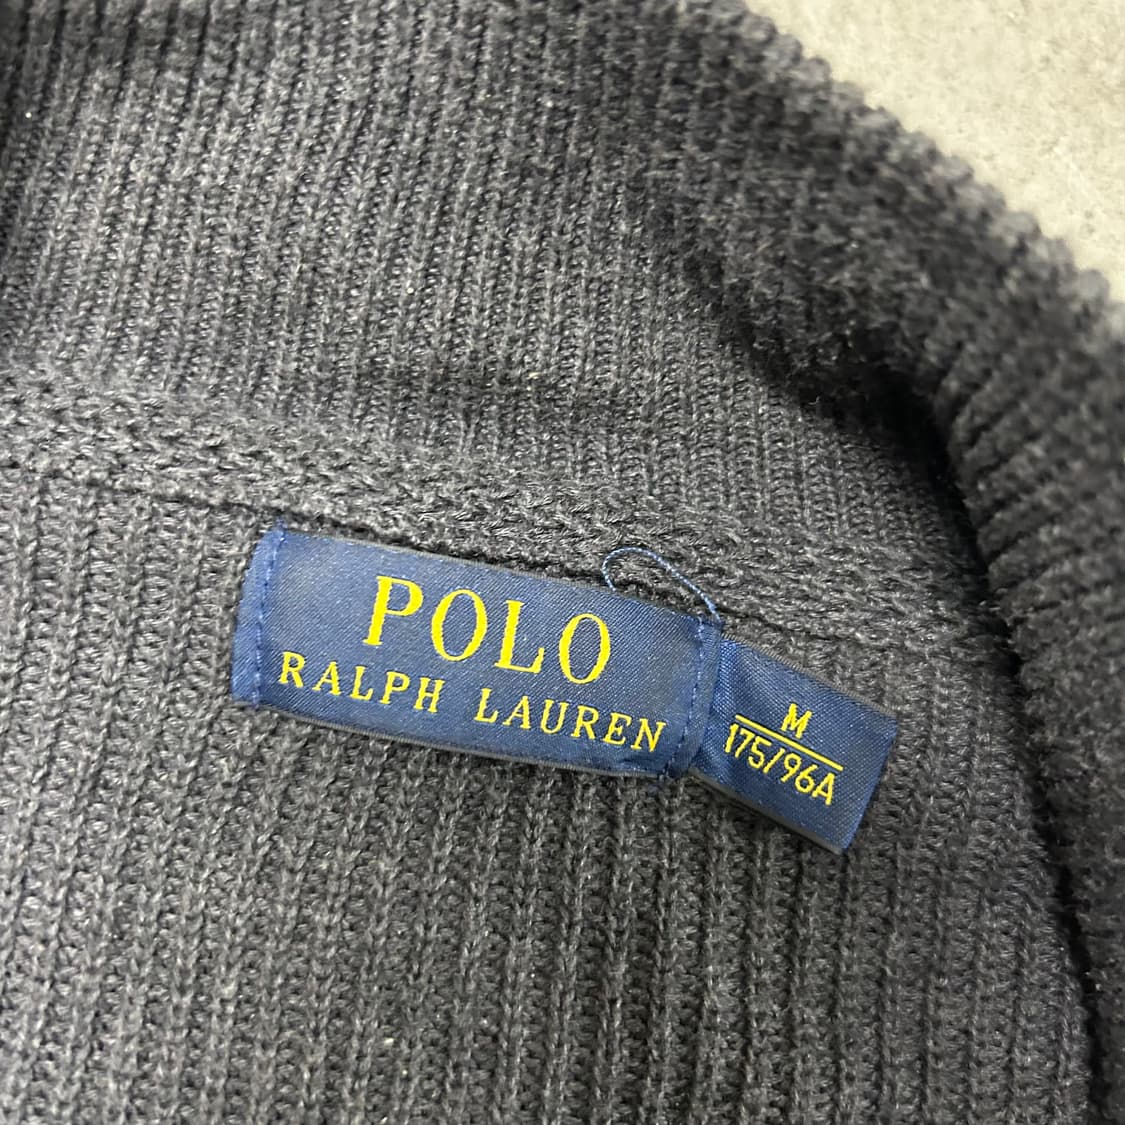 POLO
RALPH LAUREN
M
175/96A